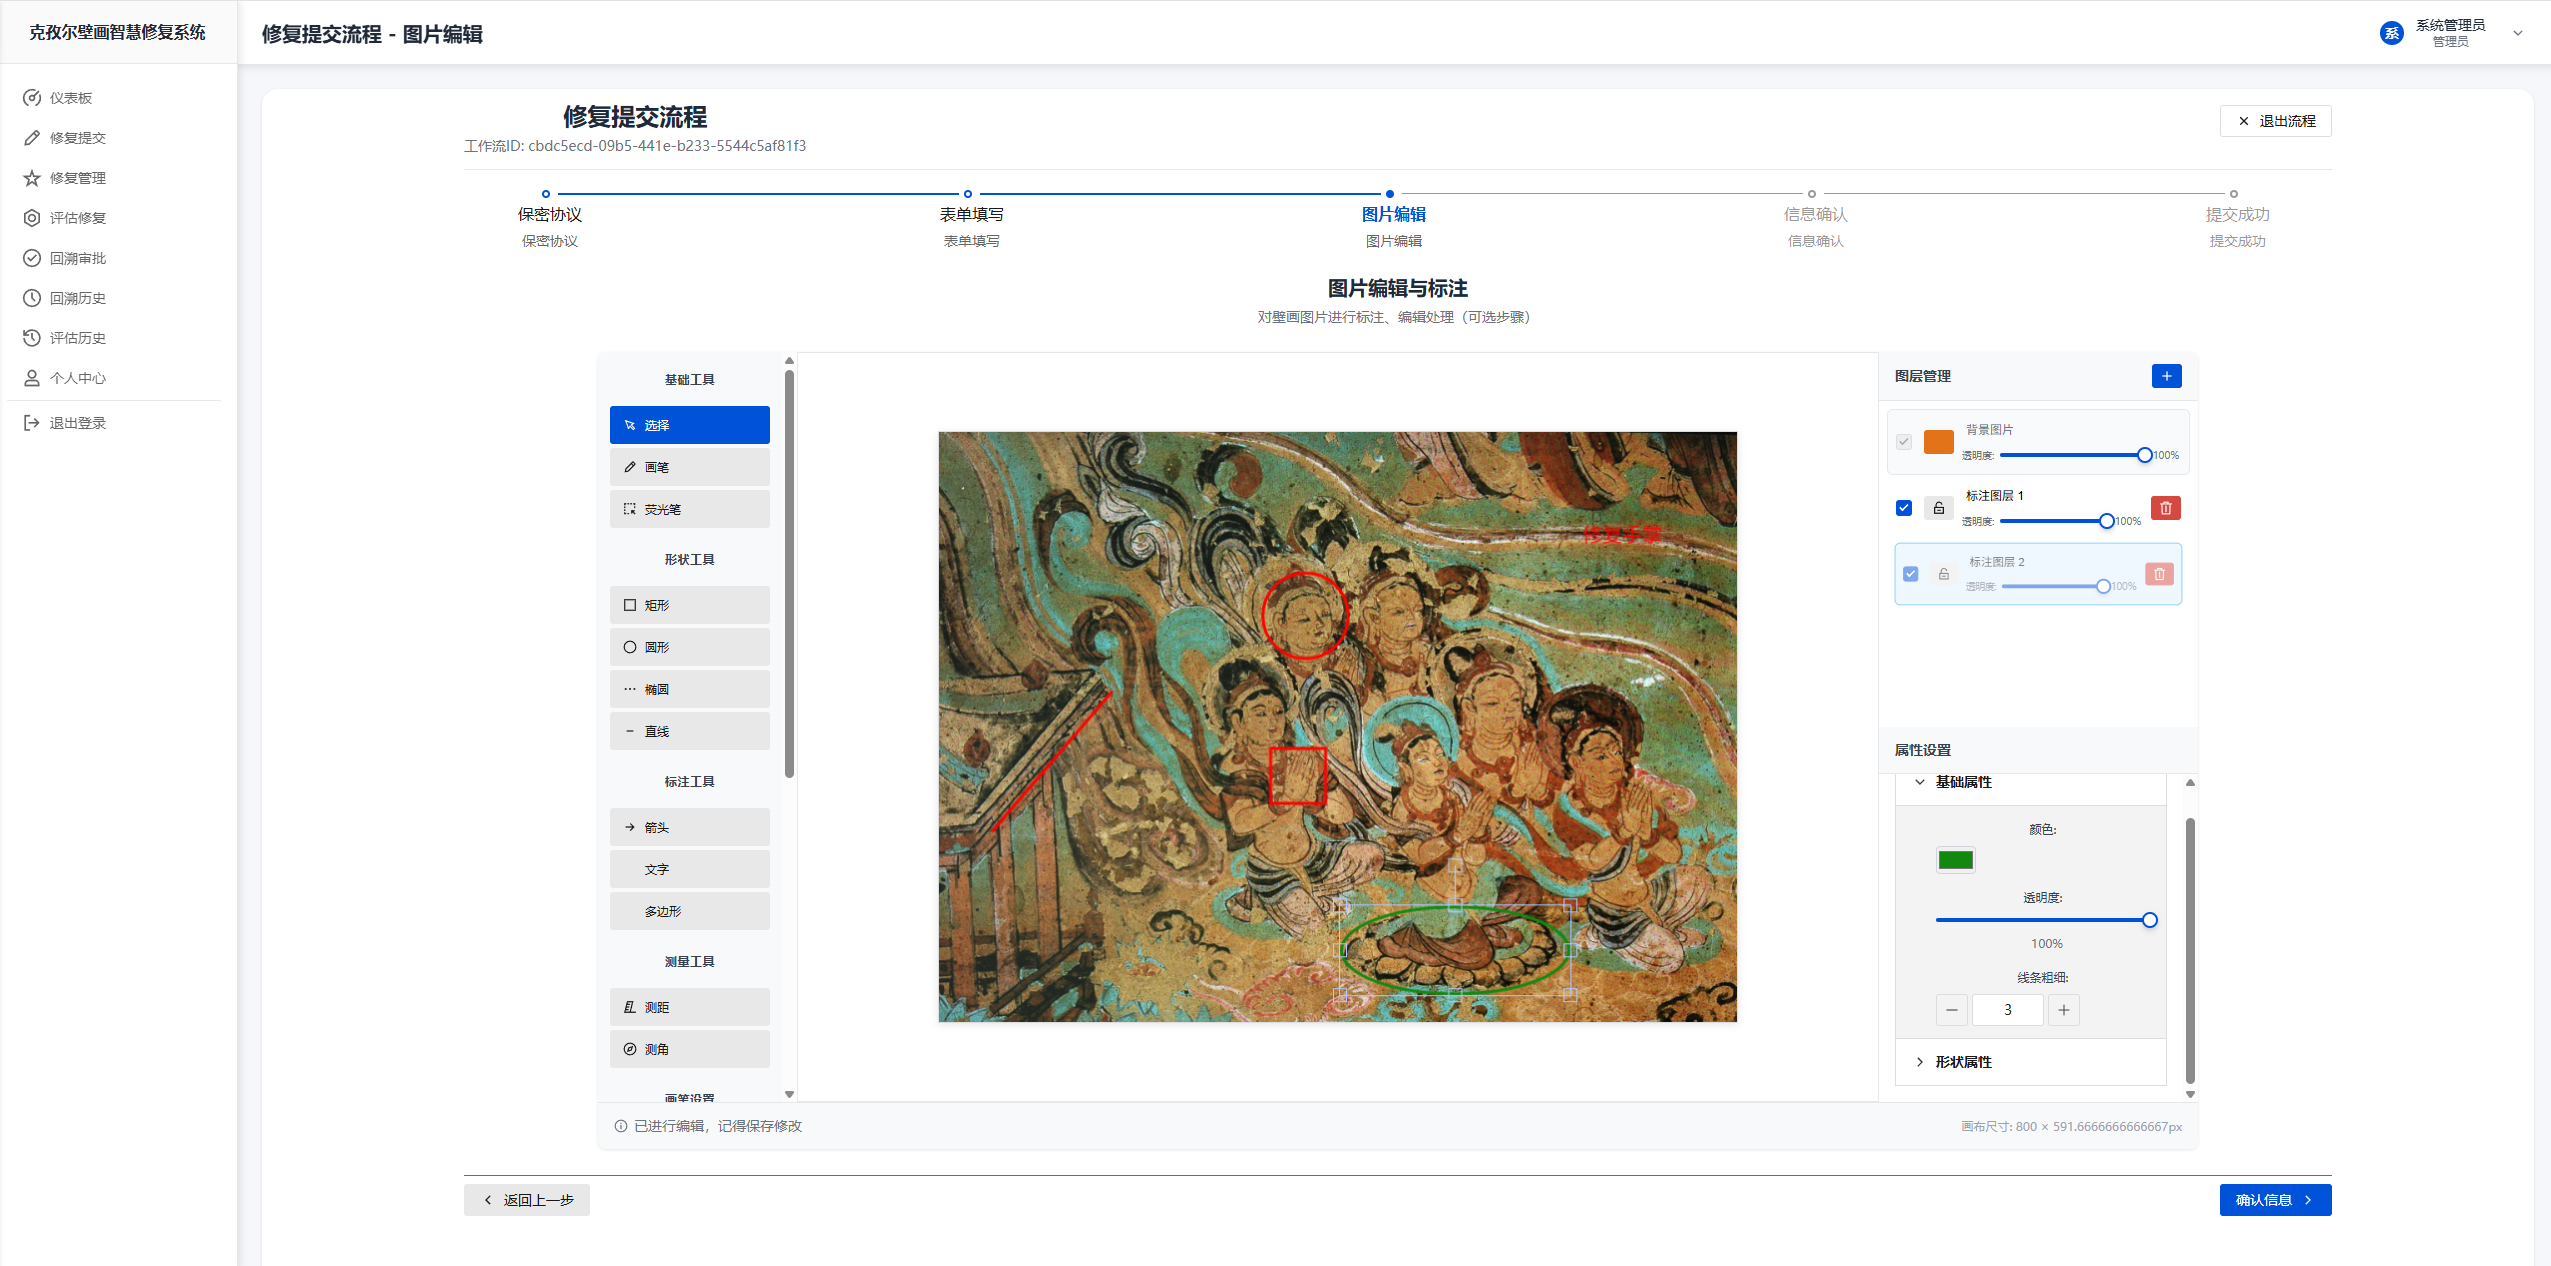 克孜尔壁画智慧修复系统
修复提交流程 - 图片编辑
系
系统管理员
管理员
仪表板
修复提交
修复管理
评估修复
回溯审批
回溯历史
评估历史
个人中心
退出登录
修复提交流程
工作流ID: cbdc5ecd-09b5-441e-b233-5544c5af81f3
退出流程
保密协议
保密协议
表单填写
表单填写
图片编辑
图片编辑
信息确认
信息确认
提交成功
提交成功
图片编辑与标注
对壁画图片进行标注、编辑处理（可选步骤）
基础工具
选择
画笔
荧光笔
形状工具
矩形
圆形
椭圆
直线
标注工具
箭头
文字
多边形
测量工具
测距
测角
画笔设置
修复手掌
图层管理
背景图片
透明度: 100%
标注图层 1
透明度: 100%
标注图层 2
透明度: 100%
属性设置
基础属性
颜色:
透明度:
100%
线条粗细:
3
形状属性
已进行编辑，记得保存修改
画布尺寸: 800 × 591.6666666666667px
返回上一步
确认信息